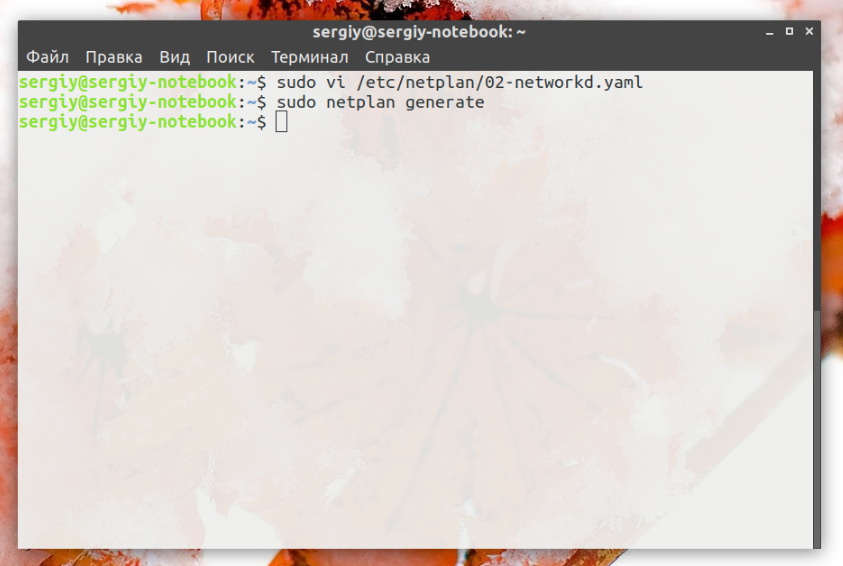 sergiy@sergiy-notebook: ~
Файл Правка Вид Поиск Терминал Справка
sergiy@sergiy-notebook:~$ sudo vi /etc/netplan/02-networkd.yaml
sergiy@sergiy-notebook:~$ sudo netplan generate
sergiy@sergiy-notebook:~$